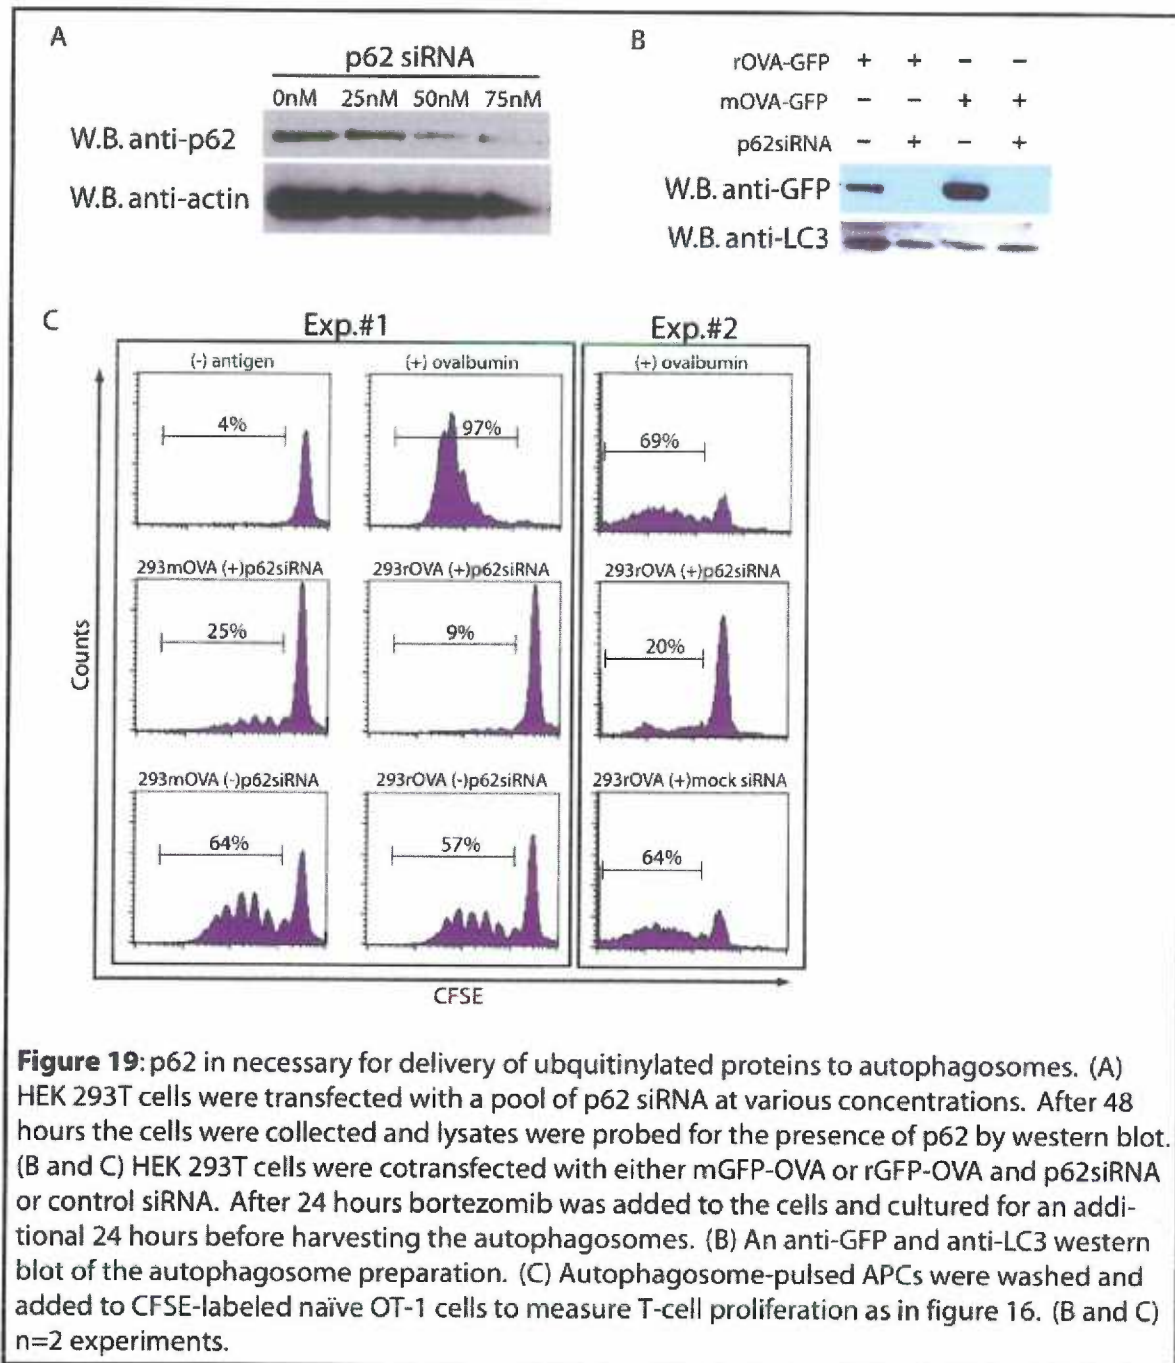 A
p62 siRNA
0nM 25nM 50nM 75nM
W.B. anti-p62
W.B. anti-actin
B
rOVA-GFP + + − −
mOVA-GFP − − + +
p62siRNA − + − +
W.B. anti-GFP
W.B. anti-LC3
C
Exp.#1
Exp.#2
(-) antigen
(+) ovalbumin
(+) ovalbumin
4%
97%
69%
293mOVA (+)p62siRNA
293rOVA (+)p62siRNA
293rOVA (+)p62siRNA
25%
9%
20%
293mOVA (-)p62siRNA
293rOVA (-)p62siRNA
293rOVA (+)mock siRNA
64%
57%
64%
Counts
CFSE
Figure 19: p62 in necessary for delivery of ubquitinylated proteins to autophagosomes. (A)
HEK 293T cells were transfected with a pool of p62 siRNA at various concentrations. After 48
hours the cells were collected and lysates were probed for the presence of p62 by western blot.
(B and C) HEK 293T cells were cotransfected with either mGFP-OVA or rGFP-OVA and p62siRNA
or control siRNA. After 24 hours bortezomib was added to the cells and cultured for an addi-
tional 24 hours before harvesting the autophagosomes. (B) An anti-GFP and anti-LC3 western
blot of the autophagosome preparation. (C) Autophagosome-pulsed APCs were washed and
added to CFSE-labeled naïve OT-1 cells to measure T-cell proliferation as in figure 16. (B and C)
n=2 experiments.